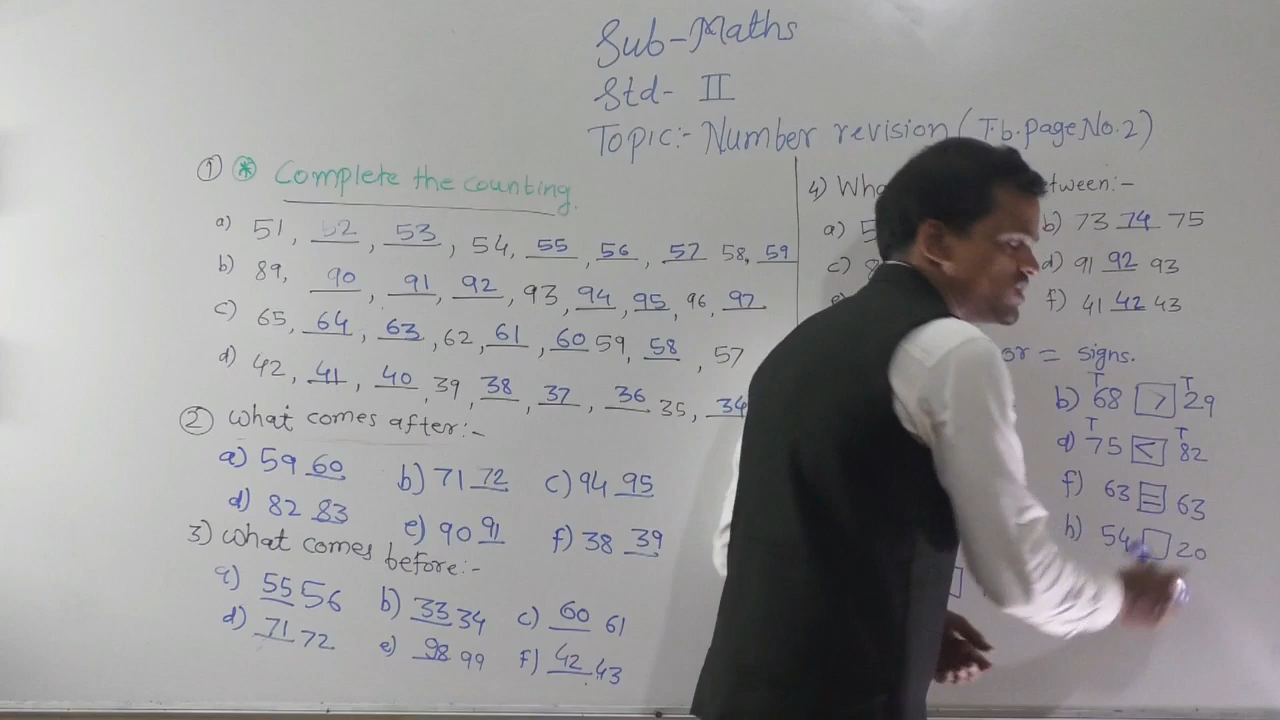 Sub-Maths
Std- II
Topic:- Number revision (T.b.page No.2)
① * Complete the counting.
a) 51, 52, 53, 54, 55, 56, 57 58, 59
b) 89, 90, 91, 92, 93, 94, 95, 96, 97
c) 65, 64, 63, 62, 61, 60 59, 58, 57
d) 42, 41, 40, 39, 38, 37, 36 35, 34
② what comes after:-
a) 59 60 b) 71 72 c) 94 95
d) 82 83 e) 90 91 f) 38 39
3) what comes before:-
a) 55 56 b) 33 34 c) 60 61
d) 71 72 e) 98 99 f) 42 43
4)
a) b) 73 74 75
c) d) 91 92 93
f) 41 42 43
or = signs.
T T
b) 68 > 29
T T
d) 75 < 82
f) 63 = 63
h) 54 20